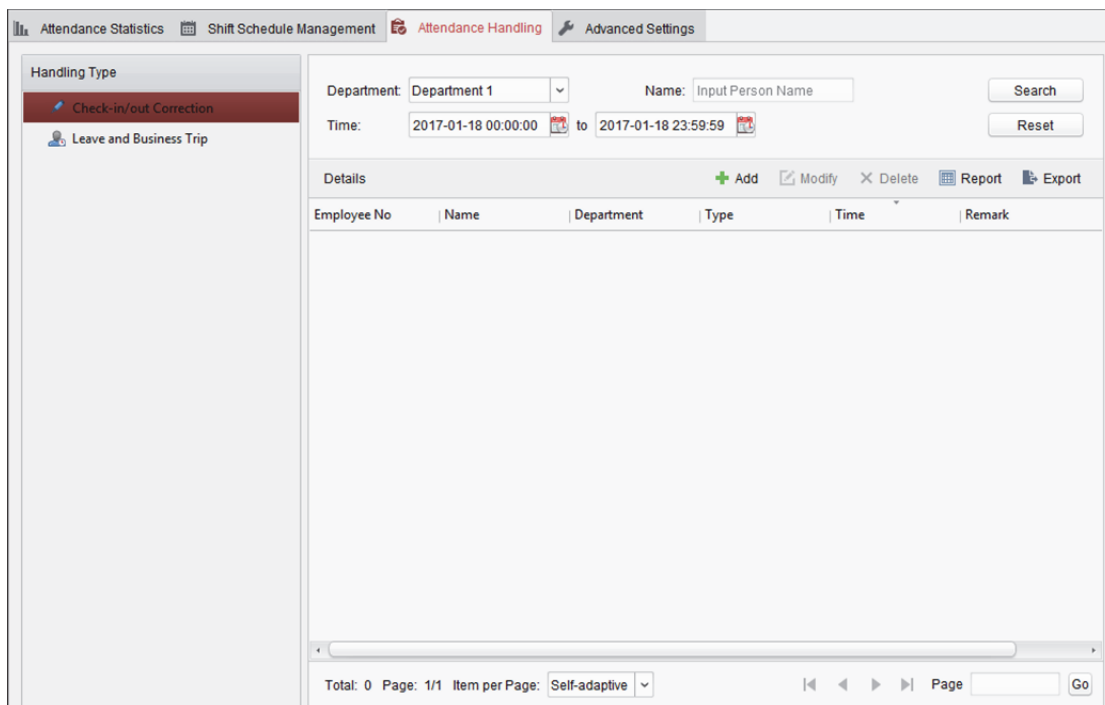 Attendance Statistics Shift Schedule Management Attendance Handling Advanced Settings
Handling Type
Check-in/out Correction
Leave and Business Trip
Department: Department 1 Name: Input Person Name Search
Time: 2017-01-18 00:00:00 to 2017-01-18 23:59:59 Reset
Details Add Modify Delete Report Export
Employee No Name Department Type Time Remark
Total: 0 Page: 1/1 Item per Page: Self-adaptive Page Go